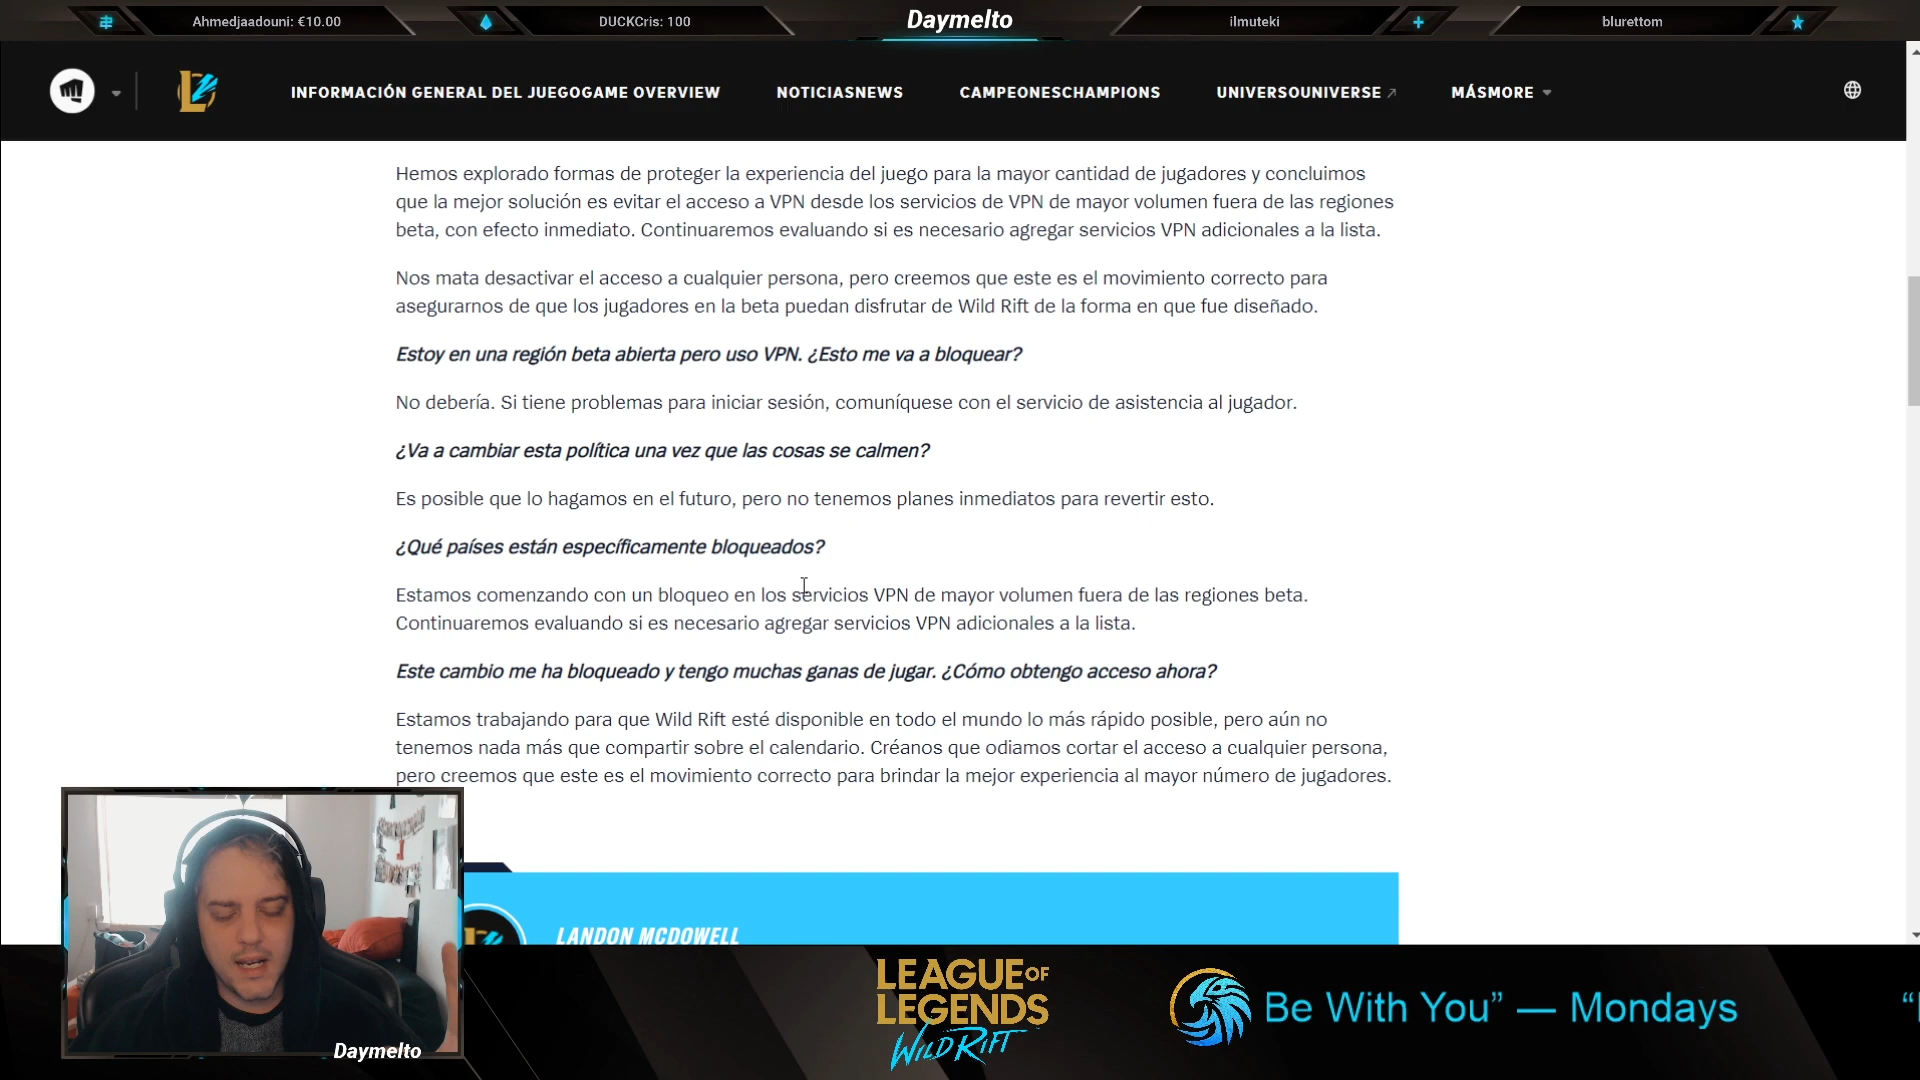 Ahmedjaadouni: €10.00
DUCKCris: 100
Daymelto
ilmuteki
blurettom
INFORMACIÓN GENERAL DEL JUEGOGAME OVERVIEW
NOTICIASNEWS
CAMPEONESCHAMPIONS
UNIVERSOUNIVERSE
MÁSMORE
Hemos explorado formas de proteger la experiencia del juego para la mayor cantidad de jugadores y concluimos
que la mejor solución es evitar el acceso a VPN desde los servicios de VPN de mayor volumen fuera de las regiones
beta, con efecto inmediato. Continuaremos evaluando si es necesario agregar servicios VPN adicionales a la lista.
Nos mata desactivar el acceso a cualquier persona, pero creemos que este es el movimiento correcto para
asegurarnos de que los jugadores en la beta puedan disfrutar de Wild Rift de la forma en que fue diseñado.
Estoy en una región beta abierta pero uso VPN. ¿Esto me va a bloquear?
No debería. Si tiene problemas para iniciar sesión, comuníquese con el servicio de asistencia al jugador.
¿Va a cambiar esta política una vez que las cosas se calmen?
Es posible que lo hagamos en el futuro, pero no tenemos planes inmediatos para revertir esto.
¿Qué países están específicamente bloqueados?
Estamos comenzando con un bloqueo en los servicios VPN de mayor volumen fuera de las regiones beta.
Continuaremos evaluando si es necesario agregar servicios VPN adicionales a la lista.
Este cambio me ha bloqueado y tengo muchas ganas de jugar. ¿Cómo obtengo acceso ahora?
Estamos trabajando para que Wild Rift esté disponible en todo el mundo lo más rápido posible, pero aún no
tenemos nada más que compartir sobre el calendario. Créanos que odiamos cortar el acceso a cualquier persona,
pero creemos que este es el movimiento correcto para brindar la mejor experiencia al mayor número de jugadores.
LANDON MCDOWELL
Daymelto
LEAGUE OF
LEGENDS
WILD RIFT
Be With You” — Mondays